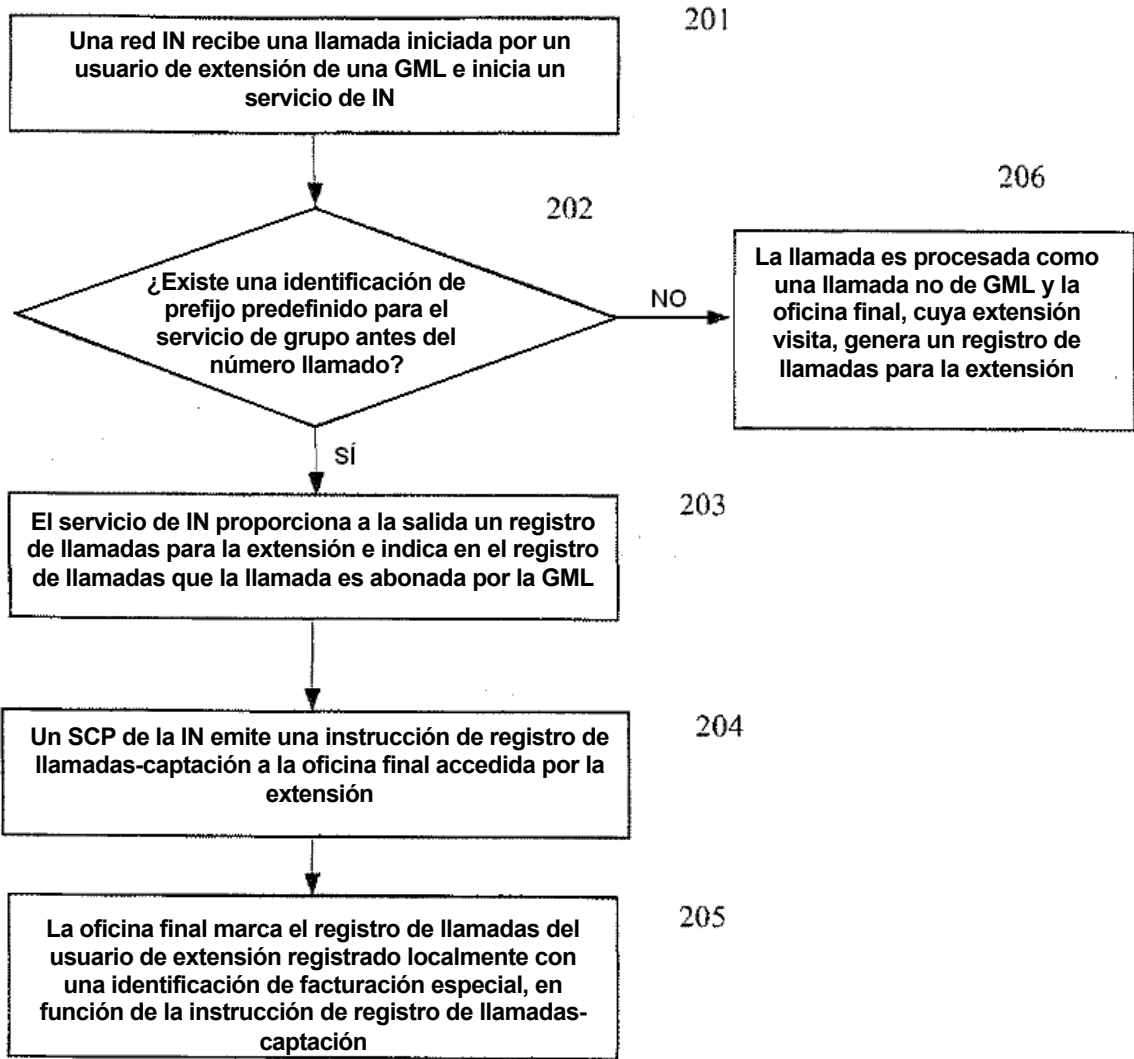 201
Una red IN recibe una llamada iniciada por un
usuario de extensión de una GML e inicia un
servicio de IN
202
¿Existe una identificación de
prefijo predefinido para el
servicio de grupo antes del
número llamado?
NO
206
La llamada es procesada como
una llamada no de GML y la
oficina final, cuya extensión
visita, genera un registro de
llamadas para la extensión
SÍ
203
El servicio de IN proporciona a la salida un registro
de llamadas para la extensión e indica en el registro
de llamadas que la llamada es abonada por la GML
204
Un SCP de la IN emite una instrucción de registro de
llamadas-captación a la oficina final accedida por la
extensión
205
La oficina final marca el registro de llamadas del
usuario de extensión registrado localmente con
una identificación de facturación especial, en
función de la instrucción de registro de llamadas-
captación